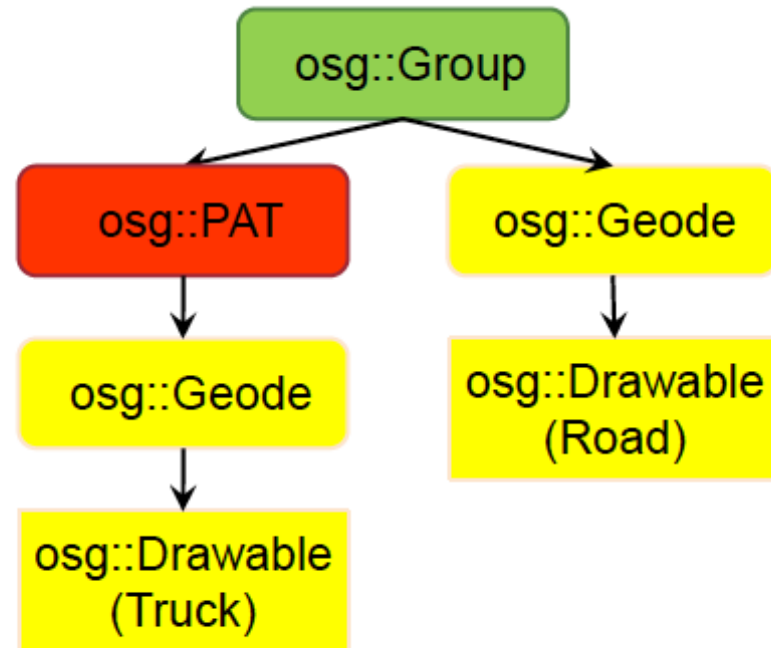 osg::Group
osg::PAT
osg::Geode
osg::Geode
osg::Drawable
(Road)
osg::Drawable
(Truck)